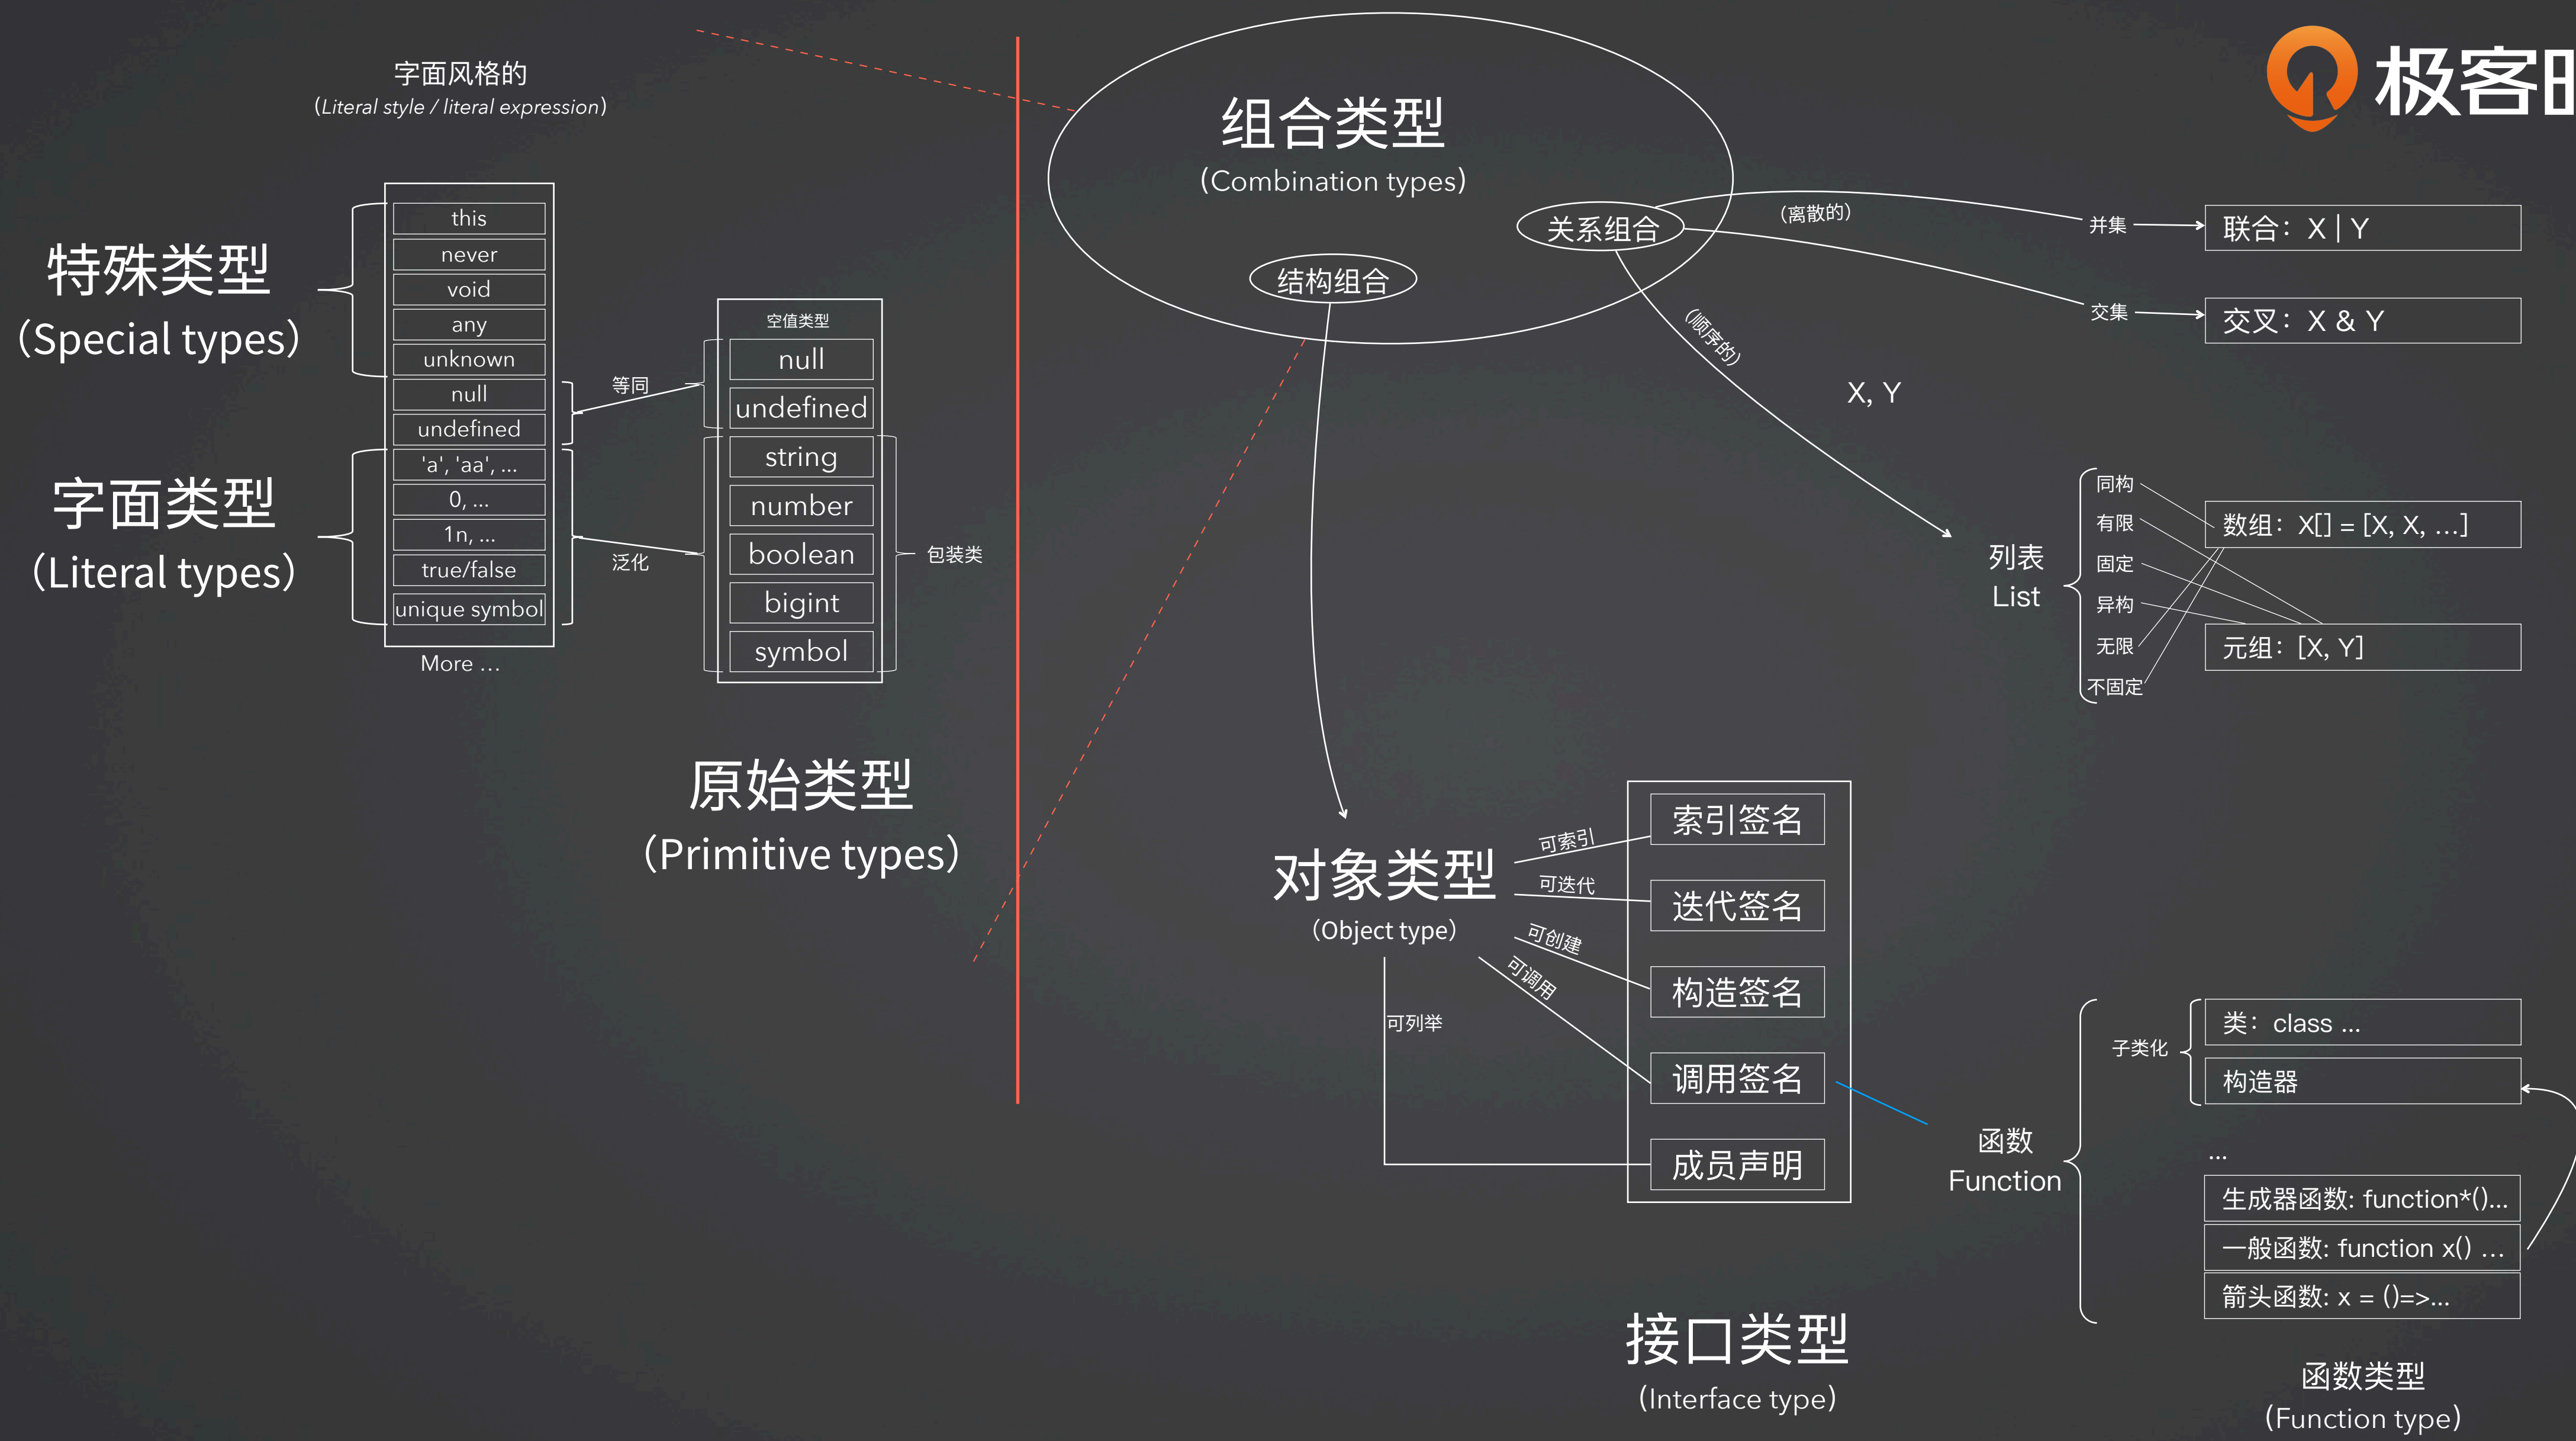 字面风格的
(Literal style / literal expression)
特殊类型
(Special types)
字面类型
(Literal types)
this
never
void
any
unknown
null
undefined
'a', 'aa', ...
0, ...
1n, ...
true/false
unique symbol
More ...
等同
泛化
空值类型
null
undefined
string
number
boolean
bigint
symbol
包装类
原始类型
(Primitive types)
组合类型
(Combination types)
关系组合
结构组合
(离散的)
(顺序的)
并集
联合：X | Y
交集
交叉：X & Y
X, Y
列表
List
同构
有限
固定
异构
无限
不固定
数组：X[] = [X, X, ...]
元组：[X, Y]
对象类型
(Object type)
可索引
可迭代
可创建
可调用
可列举
索引签名
迭代签名
构造签名
调用签名
成员声明
接口类型
(Interface type)
函数
Function
子类化
类：class ...
构造器
...
生成器函数: function*()...
一般函数: function x() ...
箭头函数: x = ()=>...
函数类型
(Function type)
极客